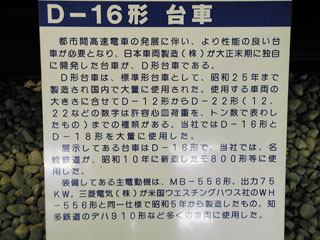 D－16形 台車
都市間高速電車の発展に伴い、より性能の良い台
車が必要となり、日本車両製造（株）が大正末期に独自
に開発した台車が、D形台車である。
D形台車は、標準形台車として、昭和25年まで
製造され国内で大量に使用された。使用する車両の
大きさに合せてD－12形からD－22形（12、
22などの数字は許容心皿荷重を、トン数で表わし
たもの）までの種類がある。当社ではD－16形と
D－18形を大量に使用した。
展示してある台車はD－16形で、当社では、名
岐鉄道が、昭和10年に新造したモ800形等に使
用した。
装備してある主電動機は、MB－556形、出力75
KW。三菱電気（株）が米国ウエスチングハウス社のWH
－556形と同一仕様で昭和5年から製造したもの。知
多鉄道のデハ910形など多くの車両に使用した。